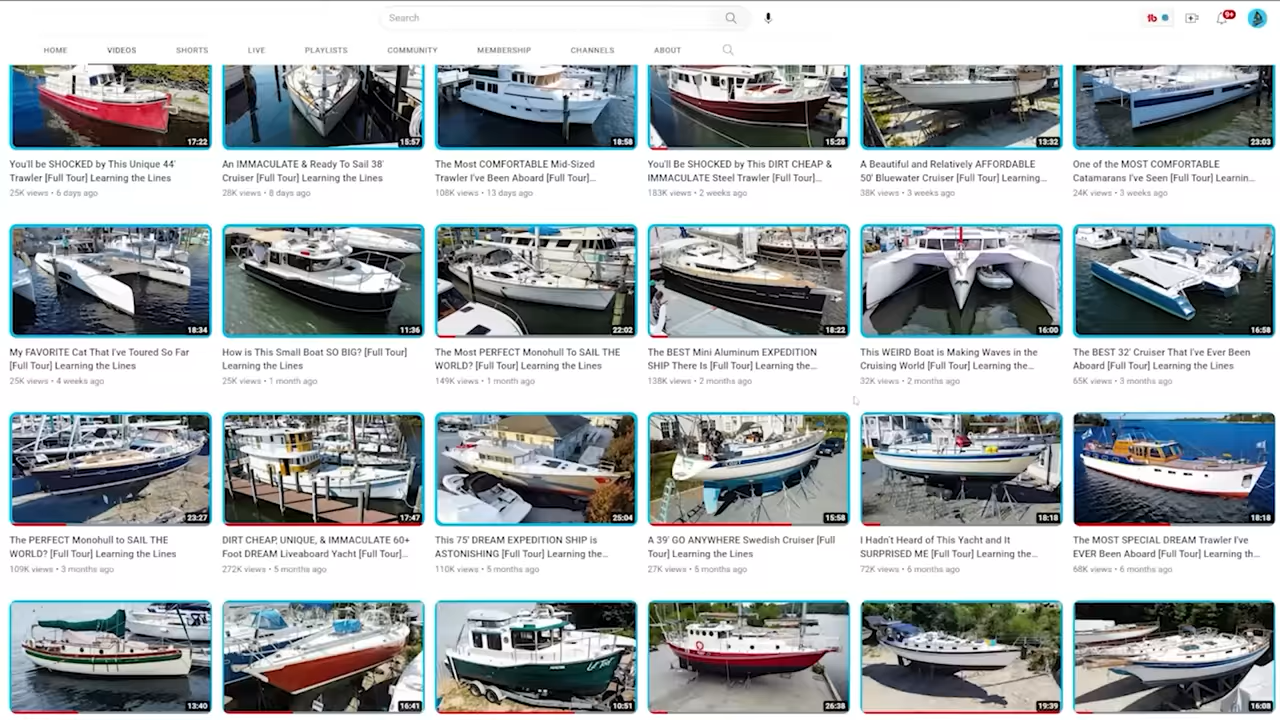 Search
9+
HOME VIDEOS SHORTS LIVE PLAYLISTS COMMUNITY MEMBERSHIP CHANNELS ABOUT
17:22 15:57 18:58 15:28 13:32 23:03
You'll be SHOCKED by This Unique 44'
Trawler [Full Tour] Learning the Lines
25K views • 6 days ago
An IMMACULATE & Ready To Sail 38'
Cruiser [Full Tour] Learning the Lines
28K views • 8 days ago
The Most COMFORTABLE Mid-Sized
Trawler I've Been Aboard [Full Tour]...
108K views • 13 days ago
You'll Be SHOCKED by This DIRT CHEAP &
IMMACULATE Steel Trawler [Full Tour]...
183K views • 2 weeks ago
A Beautiful and Relatively AFFORDABLE
50' Bluewater Cruiser [Full Tour] Learning...
38K views • 3 weeks ago
One of the MOST COMFORTABLE
Catamarans I've Seen [Full Tour] Learnin...
24K views • 3 weeks ago
18:34 11:36 22:02 18:22 16:00 16:58
My FAVORITE Cat That I've Toured So Far
[Full Tour] Learning the Lines
25K views • 4 weeks ago
How is This Small Boat SO BIG? [Full Tour]
Learning the Lines
25K views • 1 month ago
The Most PERFECT Monohull To SAIL THE
WORLD? [Full Tour] Learning the Lines
149K views • 1 month ago
The BEST Mini Aluminum EXPEDITION
SHIP There Is [Full Tour] Learning the...
138K views • 2 months ago
This WEIRD Boat is Making Waves in the
Cruising World [Full Tour] Learning the...
32K views • 2 months ago
The BEST 32' Cruiser That I've Ever Been
Aboard [Full Tour] Learning the Lines
65K views • 3 months ago
23:27 17:47 25:04 15:58 18:18 18:18
The PERFECT Monohull to SAIL THE
WORLD? [Full Tour] Learning the Lines
109K views • 3 months ago
DIRT CHEAP, UNIQUE, & IMMACULATE 60+
Foot DREAM Liveaboard Yacht [Full Tour]...
272K views • 5 months ago
This 75' DREAM EXPEDITION SHIP is
ASTONISHING [Full Tour] Learning the...
110K views • 5 months ago
A 39' GO ANYWHERE Swedish Cruiser [Full
Tour] Learning the Lines
27K views • 5 months ago
I Hadn't Heard of This Yacht and It
SURPRISED ME [Full Tour] Learning the...
72K views • 6 months ago
The MOST SPECIAL DREAM Trawler I've
EVER Been Aboard [Full Tour] Learning th...
68K views • 6 months ago
13:40 16:41 10:51 26:38 19:39 16:08